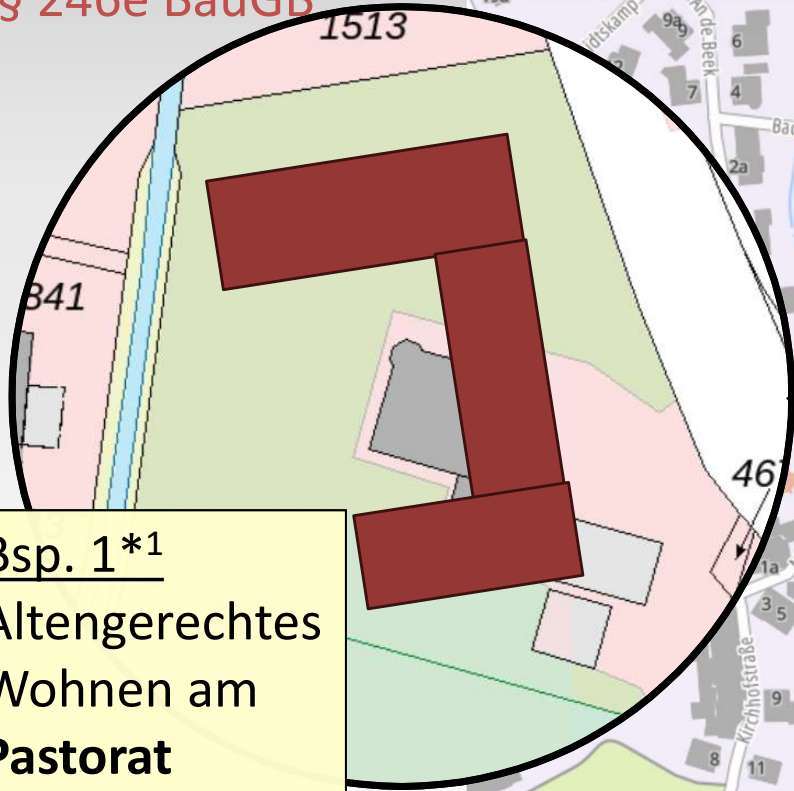 § 246e BauGB
1513
841
467
9a
9
7
6
4
2a
An de Beek
1a
3
5
Kirchhofstraße
9
8
11
Bsp. 1*¹
Altengerechtes
Wohnen am
Pastorat